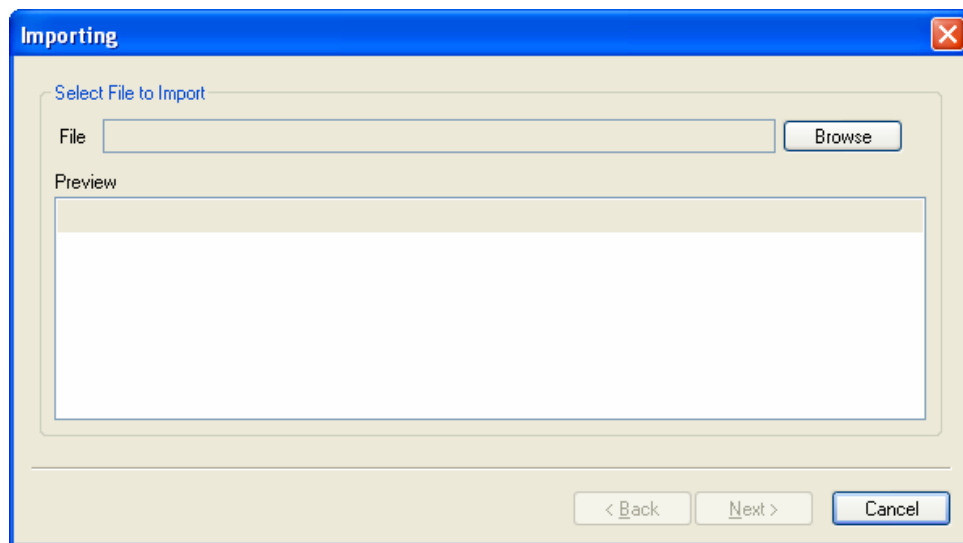 Importing
Select File to Import
File Browse
Preview
< Back Next > Cancel